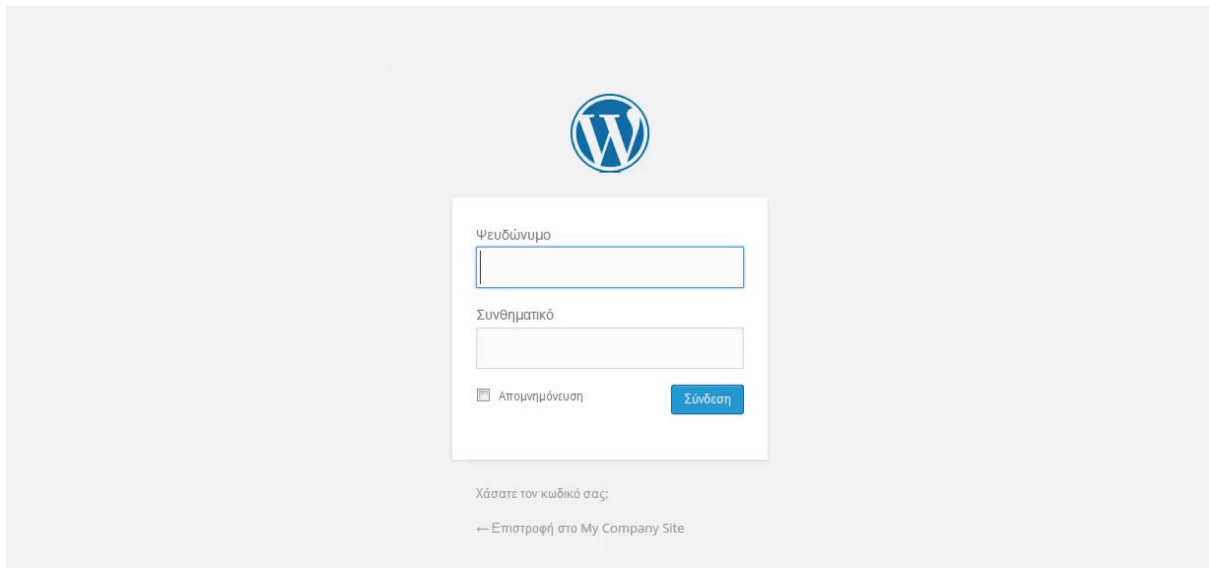 Ψευδώνυμο
Συνθηματικό
Απομνημόνευση
Σύνδεση
Χάσατε τον κωδικό σας;
← Επιστροφή στο My Company Site